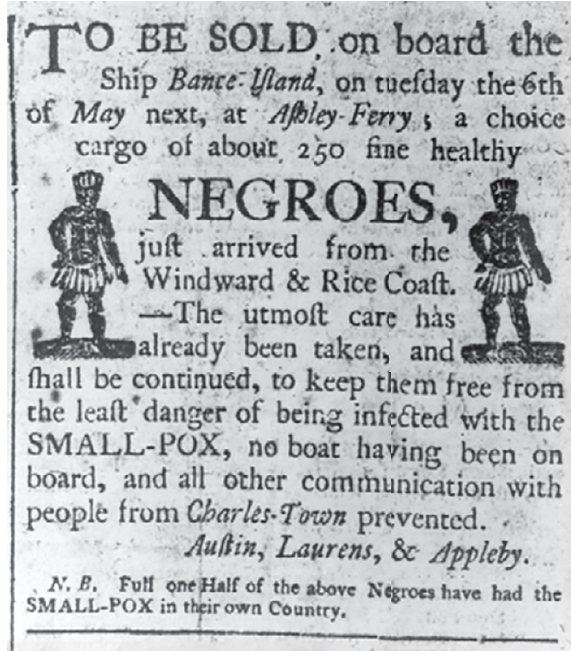 TO BE SOLD on board the
Ship Bance-Iſland, on tueſday the 6th
of May next, at Aſhley-Ferry; a choice
cargo of about 250 fine healthy
NEGROES,
juſt arrived from the
Windward & Rice Coaſt.
—The utmoſt care has
already been taken, and
ſhall be continued, to keep them free from
the leaſt danger of being infected with the
SMALL-POX, no boat having been on
board, and all other communication with
people from Charles-Town prevented.
Auſtin, Laurens, & Appleby.
N. B. Full one Half of the above Negroes have had the
SMALL-POX in their own Country.